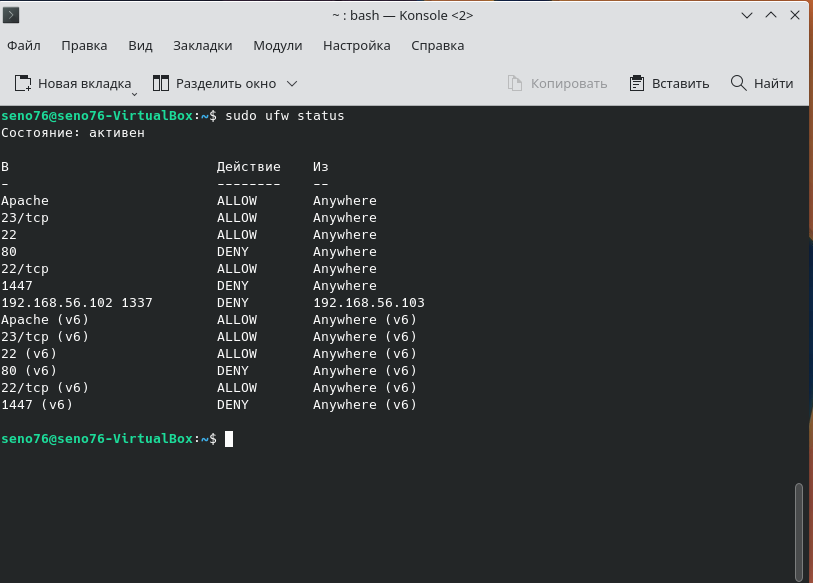 ~ : bash — Konsole <2>
Файл Правка Вид Закладки Модули Настройка Справка
Новая вкладка Разделить окно Копировать Вставить Найти
seno76@seno76-VirtualBox:~$ sudo ufw status
Состояние: активен
В Действие Из
- -------- --
Apache ALLOW Anywhere
23/tcp ALLOW Anywhere
22 ALLOW Anywhere
80 DENY Anywhere
22/tcp ALLOW Anywhere
1447 DENY Anywhere
192.168.56.102 1337 DENY 192.168.56.103
Apache (v6) ALLOW Anywhere (v6)
23/tcp (v6) ALLOW Anywhere (v6)
22 (v6) ALLOW Anywhere (v6)
80 (v6) DENY Anywhere (v6)
22/tcp (v6) ALLOW Anywhere (v6)
1447 (v6) DENY Anywhere (v6)
seno76@seno76-VirtualBox:~$